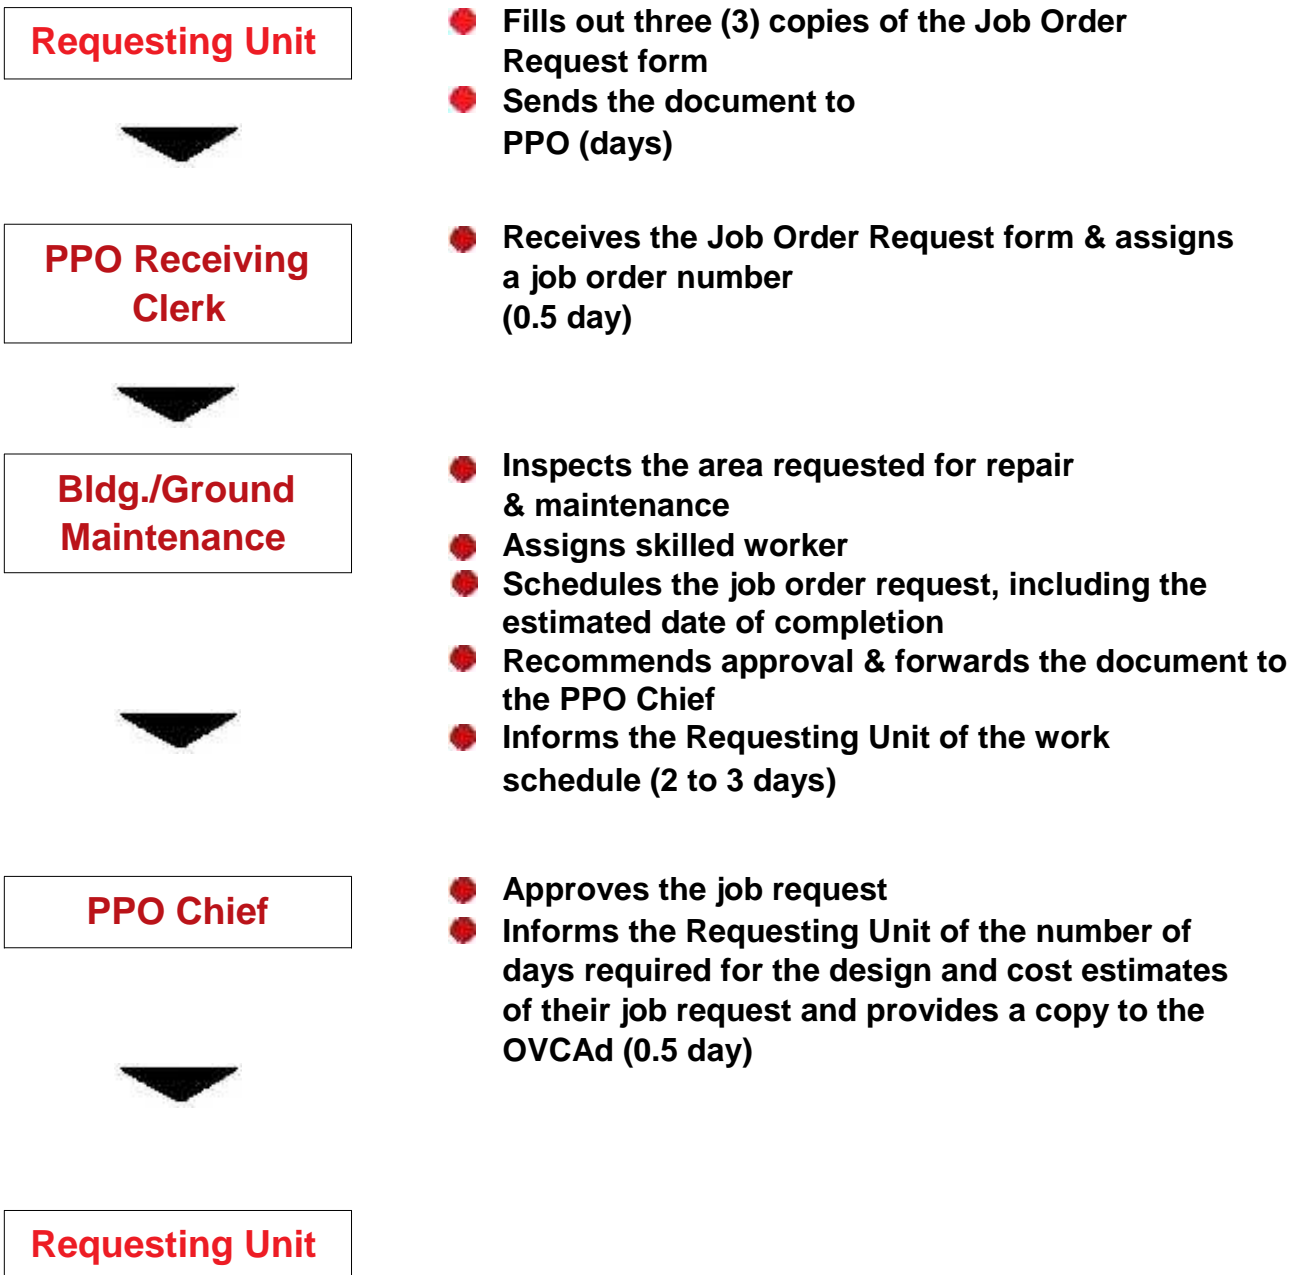 Requesting Unit
Fills out three (3) copies of the Job Order
Request form
Sends the document to
PPO (days)
PPO Receiving
Clerk
Receives the Job Order Request form & assigns
a job order number
(0.5 day)
Bldg./Ground
Maintenance
Inspects the area requested for repair
& maintenance
Assigns skilled worker
Schedules the job order request, including the
estimated date of completion
Recommends approval & forwards the document to
the PPO Chief
Informs the Requesting Unit of the work
schedule (2 to 3 days)
PPO Chief
Approves the job request
Informs the Requesting Unit of the number of
days required for the design and cost estimates
of their job request and provides a copy to the
OVCAd (0.5 day)
Requesting Unit